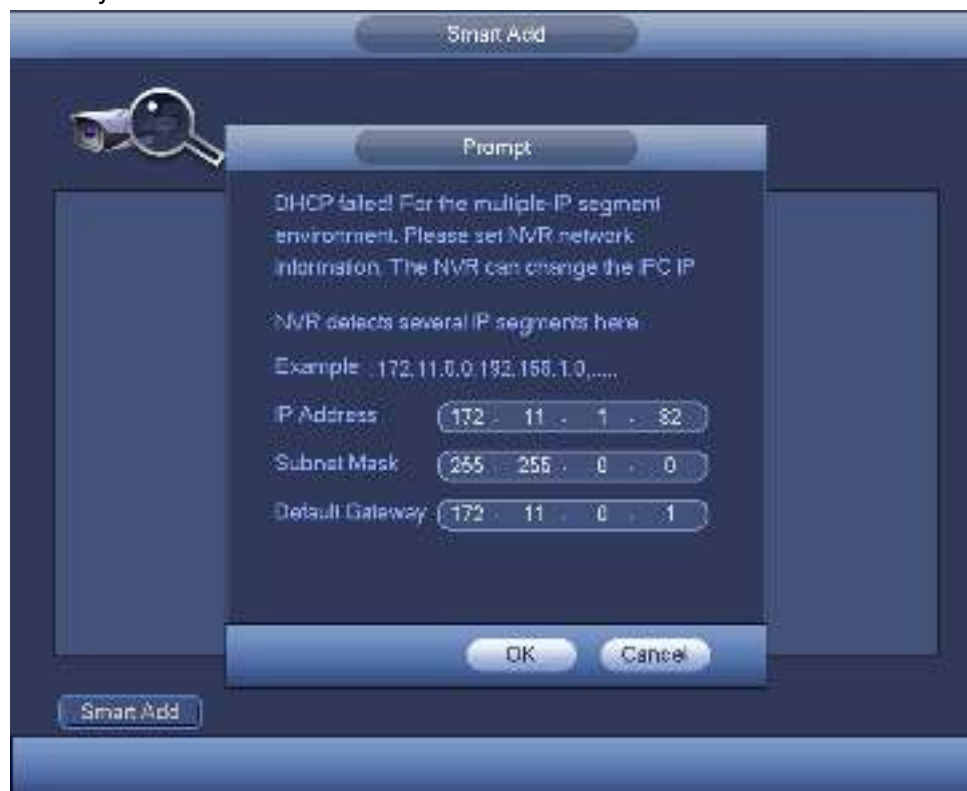 Smart Add
Prompt
DHCP failed! For the multiple-IP segment
environment. Please set NVR network
information. The NVR can change the IPC IP
NVR detects several IP segments here
Example :172.11.0.0,192.168.1.0,.....
IP Address 172 . 11 . 1 . 82
Subnet Mask 255 . 255 . 0 . 0
Default Gateway 172 . 11 . 0 . 1
OK Cancel
Smart Add